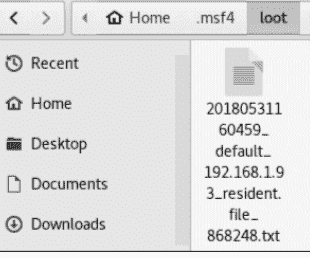 Home .msf4 loot
Recent
Home
Desktop
Documents
Downloads
201805311
60459_
default_
192.168.1.9
3_resident.
file_
868248.txt